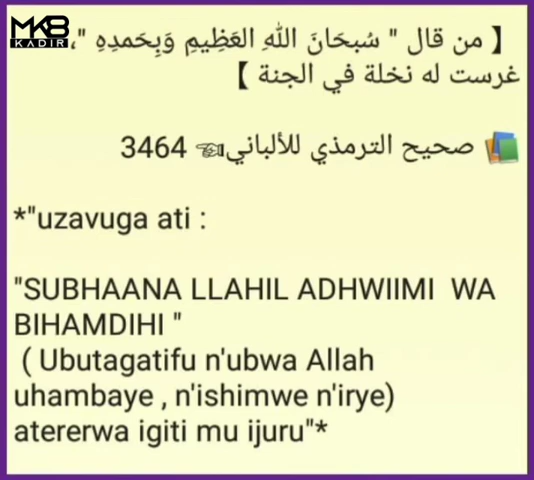 MK8
KADIR
【 من قال " سُبحَانَ اللهِ العَظِيمِ وَبِحَمدِهِ "،
غرست له نخلة في الجنة 】
📚 صحيح الترمذي للألباني☜ 3464
*"uzavuga ati :
"SUBHAANA LLAHIL ADHWIIMI WA
BIHAMDIHI "
( Ubutagatifu n'ubwa Allah
uhambaye , n'ishimwe n'irye)
atererwa igiti mu ijuru"*